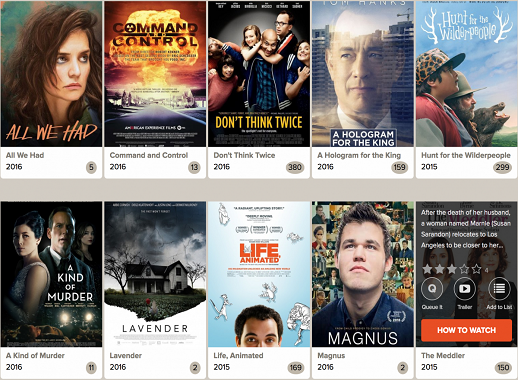 TOM HANKS
Hunt for the
Wilderpeople
COMMAND
AND
CONTROL
ALL WE HAD
AMERICAN EXPERIENCE FILMS
PBS
DON'T THINK TWICE
A HOLOGRAM
FOR THE KING
All We Had
2016
5
Command and Control
2016
13
Don't Think Twice
2016
380
A Hologram for the King
2016
159
Hunt for the Wilderpeople
2015
299
A
KIND
OF
MURDER
LAVENDER
LIFE,
ANIMATED
MAGNUS
After the death of her husband,
a woman named Marnie (Susan
Sarandon) relocates to Los
Angeles to be closer to her...
4
Queue It
Trailer
Add to List
HOW TO WATCH
A Kind of Murder
2016
11
Lavender
2016
2
Life, Animated
2015
169
Magnus
2016
2
The Meddler
2015
150